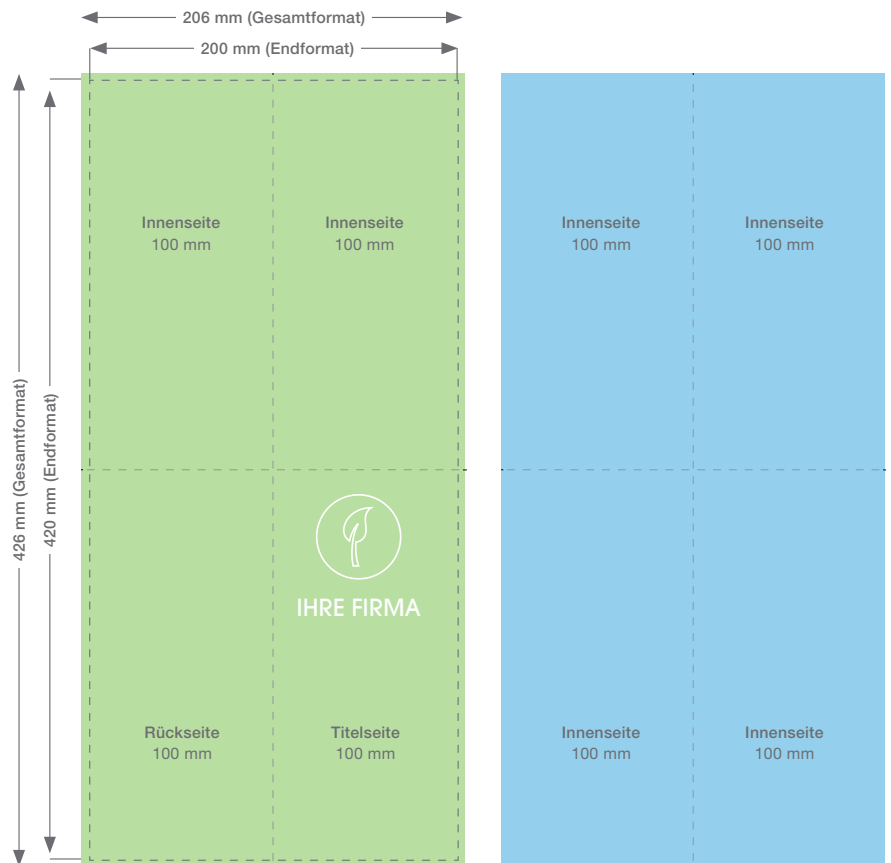 206 mm (Gesamtformat)
200 mm (Endformat)
426 mm (Gesamtformat)
420 mm (Endformat)
Innenseite
100 mm
Innenseite
100 mm
Innenseite
100 mm
Innenseite
100 mm
IHRE FIRMA
Rückseite
100 mm
Titelseite
100 mm
Innenseite
100 mm
Innenseite
100 mm